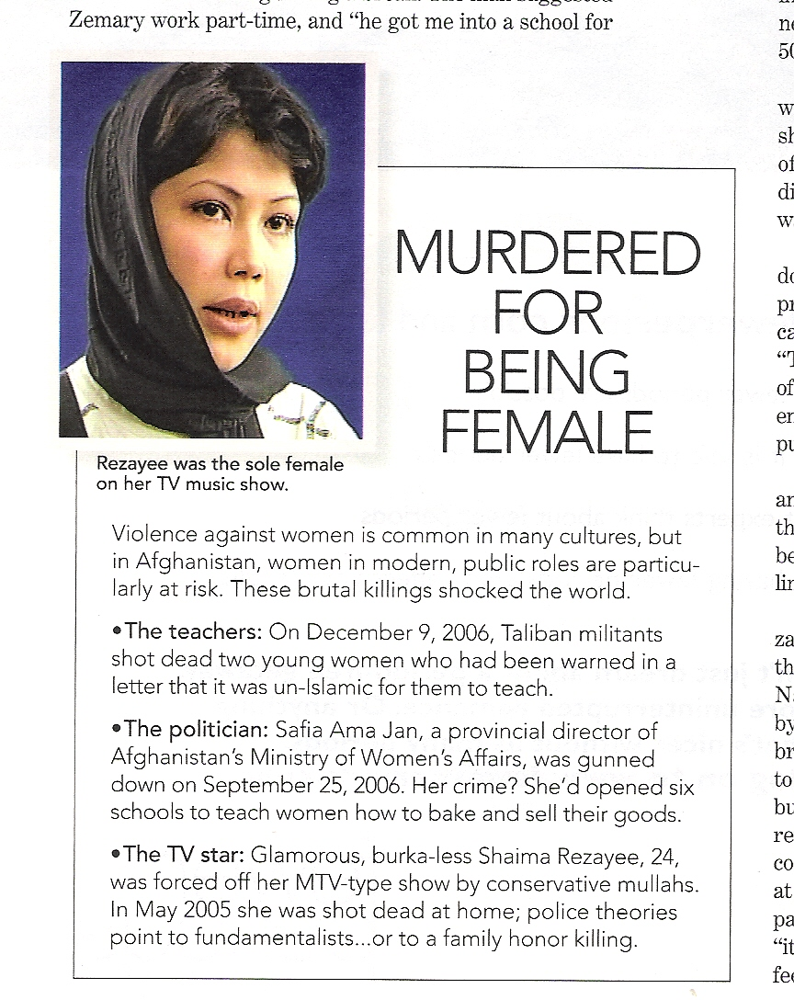 Zemary work part-time, and “he got me into a school for
MURDERED
FOR
BEING
FEMALE
Rezayee was the sole female
on her TV music show.
Violence against women is common in many cultures, but
in Afghanistan, women in modern, public roles are particu-
larly at risk. These brutal killings shocked the world.
•The teachers: On December 9, 2006, Taliban militants
shot dead two young women who had been warned in a
letter that it was un-Islamic for them to teach.
•The politician: Safia Ama Jan, a provincial director of
Afghanistan’s Ministry of Women’s Affairs, was gunned
down on September 25, 2006. Her crime? She’d opened six
schools to teach women how to bake and sell their goods.
•The TV star: Glamorous, burka-less Shaima Rezayee, 24,
was forced off her MTV-type show by conservative mullahs.
In May 2005 she was shot dead at home; police theories
point to fundamentalists...or to a family honor killing.